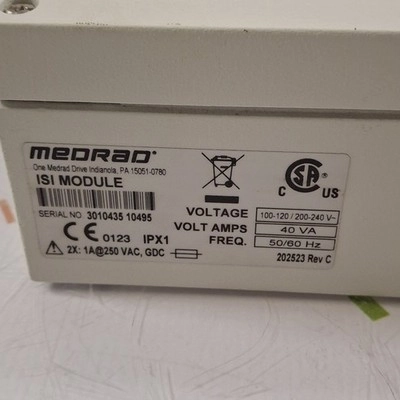 MEDRAD®
One Medrad Drive Indianola, PA 15051-0780
ISI MODULE
SERIAL NO. 3010435 10495
CE 0123 IPX1
2X: 1A@250 VAC, GDC
C SA® US
VOLTAGE 100-120 / 200-240 V~
VOLT AMPS 40 VA
FREQ. 50/60 Hz
202523 Rev C